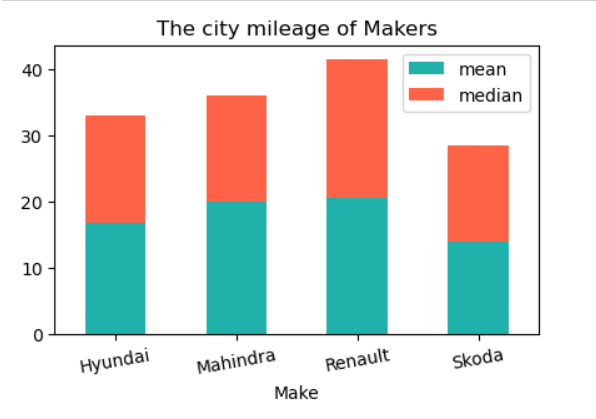 The city mileage of Makers
mean
median
40
30
20
10
0
Hyundai
Mahindra
Renault
Skoda
Make